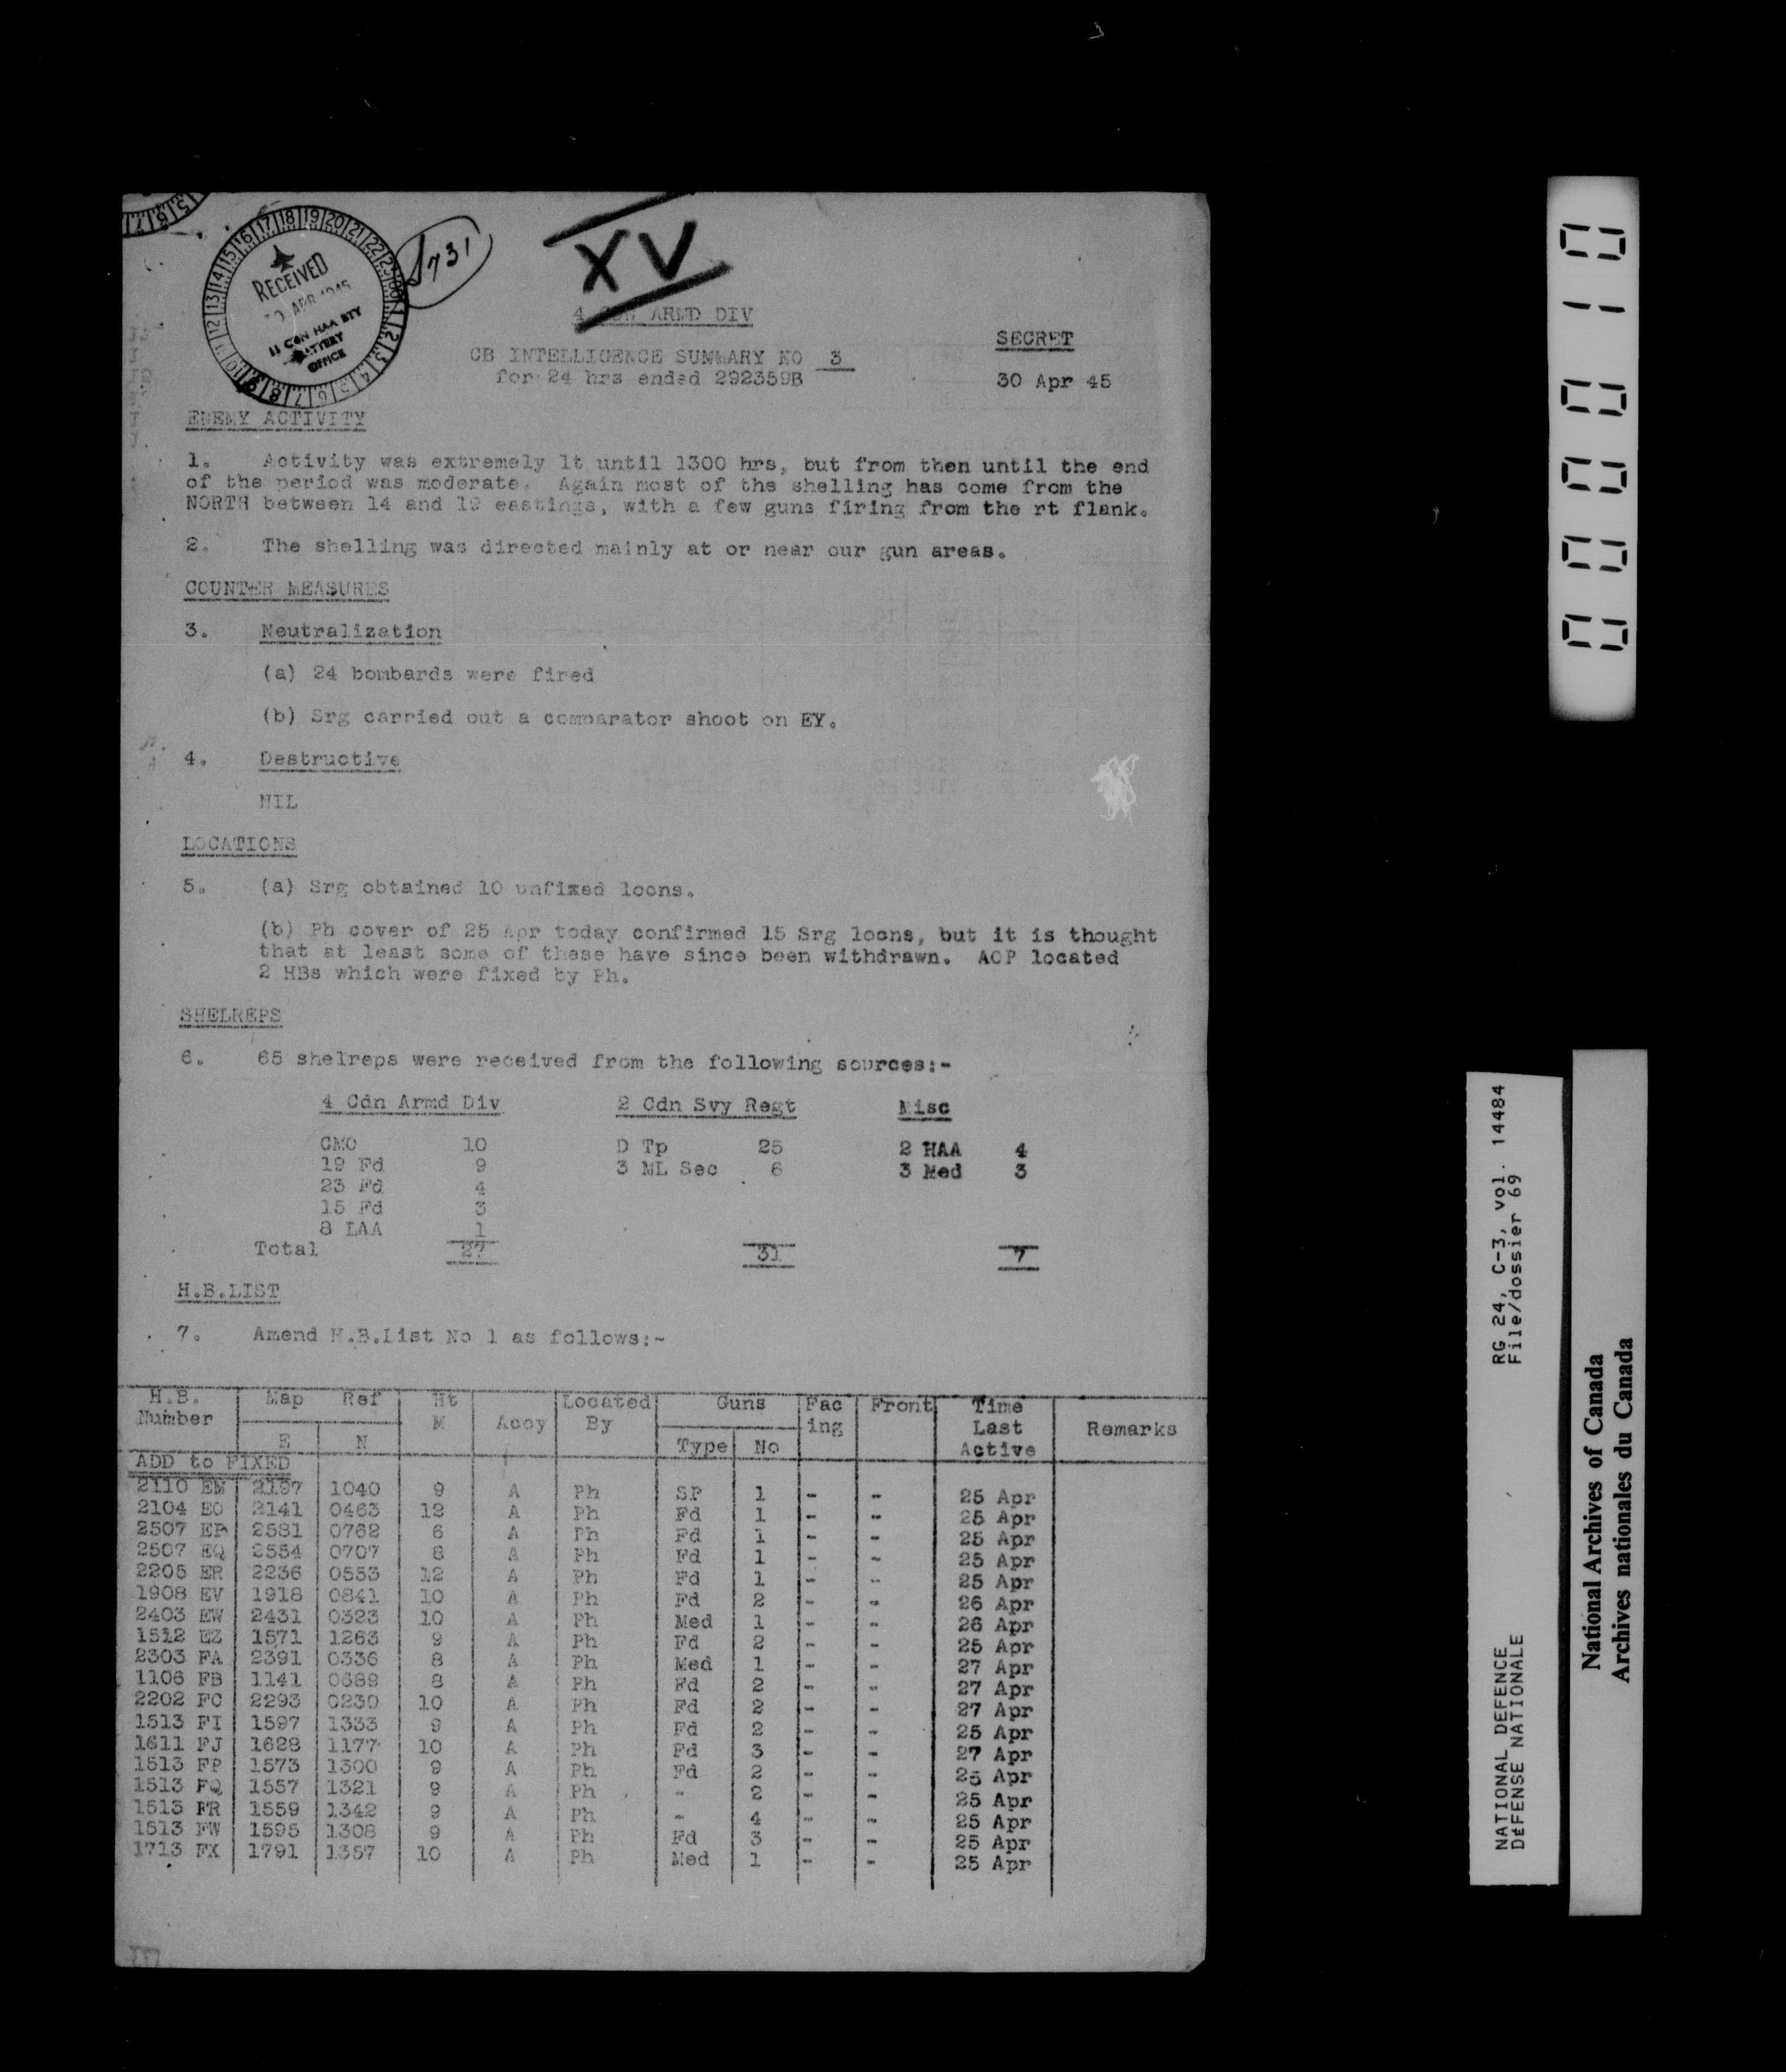 XV
731
RECEIVED
30 APR 1945
11 CDN HAA BTY
BATTERY
OFFICE
4 CDN ARMD DIV
SECRET
CB INTELLIGENCE SUMMARY NO 3
for 24 hrs ended 292359B
30 Apr 45
ENEMY ACTIVITY
1. Activity was extremely lt until 1300 hrs, but from then until the end
of the period was moderate. Again most of the shelling has come from the
NORTH between 14 and 19 eastings, with a few guns firing from the rt flank.
2. The shelling was directed mainly at or near our gun areas.
COUNTER MEASURES
3. Neutralization
(a) 24 bombards were fired
(b) Srg carried out a comparator shoot on EY.
4. Destructive
NIL
LOCATIONS
5. (a) Srg obtained 10 unfixed locns.
(b) Ph cover of 25 Apr today confirmed 15 Srg locns, but it is thought
that at least some of these have since been withdrawn. AOP located
2 HBs which were fixed by Ph.
SHELREPS
6. 65 shelreps were received from the following sources:-
4 Cdn Armd Div 2 Cdn Svy Regt Misc
CMO 10 D Tp 25 2 HAA 4
19 Fd 9 3 ML Sec 6 3 Med 3
23 Fd 4
15 Fd 3
8 LAA 1
Total 27 31 7
H.B.LIST
7. Amend H.B.List No 1 as follows:-
H.B. Map Ref Ht Located Guns Fac Front Time
Number M Accy By ing Last Remarks
E N Type No Active
ADD to FIXED
2110 EM 2197 1040 9 A Ph SP 1 - - 25 Apr
2104 EO 2141 0463 12 A Ph Fd 1 - - 25 Apr
2507 EP 2581 0762 6 A Ph Fd 1 - - 25 Apr
2507 EQ 2554 0707 8 A Ph Fd 1 - - 25 Apr
2205 ER 2236 0553 12 A Ph Fd 1 - - 25 Apr
1908 EV 1918 0841 10 A Ph Fd 2 - - 26 Apr
2403 EW 2431 0323 10 A Ph Med 1 - - 26 Apr
1512 EZ 1571 1263 9 A Ph Fd 2 - - 25 Apr
2303 FA 2391 0336 8 A Ph Med 1 - - 27 Apr
1106 FB 1141 0689 8 A Ph Fd 2 - - 27 Apr
2202 FC 2293 0230 10 A Ph Fd 2 - - 27 Apr
1513 FI 1597 1333 9 A Ph Fd 2 - - 25 Apr
1611 FJ 1628 1177 10 A Ph Fd 3 - - 27 Apr
1513 FP 1573 1300 9 A Ph Fd 2 - - 25 Apr
1513 FQ 1557 1321 9 A Ph - 2 - - 25 Apr
1513 FR 1559 1342 9 A Ph - 4 - - 25 Apr
1513 FW 1595 1308 9 A Ph Fd 3 - - 25 Apr
1713 FX 1791 1357 10 A Ph Med 1 - - 25 Apr
000010
NATIONAL DEFENCE RG 24, C-3, vol. 14484
DÉFENSE NATIONALE File/dossier 69
National Archives of Canada
Archives nationales du Canada